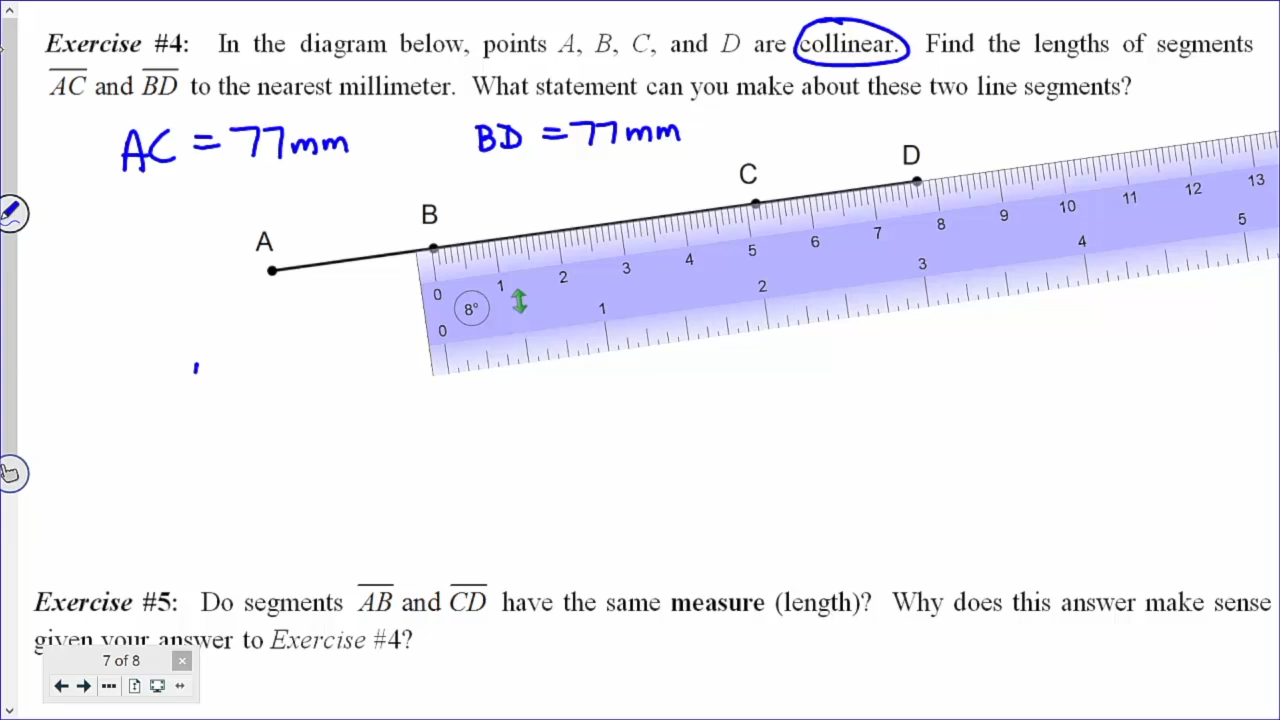 Exercise #4: In the diagram below, points A, B, C, and D are collinear. Find the lengths of segments
AC and BD to the nearest millimeter. What statement can you make about these two line segments?
AC = 77mm BD = 77mm
D
C
B
A
0 1 2 3 4 5 6 7 8 9 10 11 12 13
8°
0 1 2 3 4 5
Exercise #5: Do segments AB and CD have the same measure (length)? Why does this answer make sense
given your answer to Exercise #4?
7 of 8